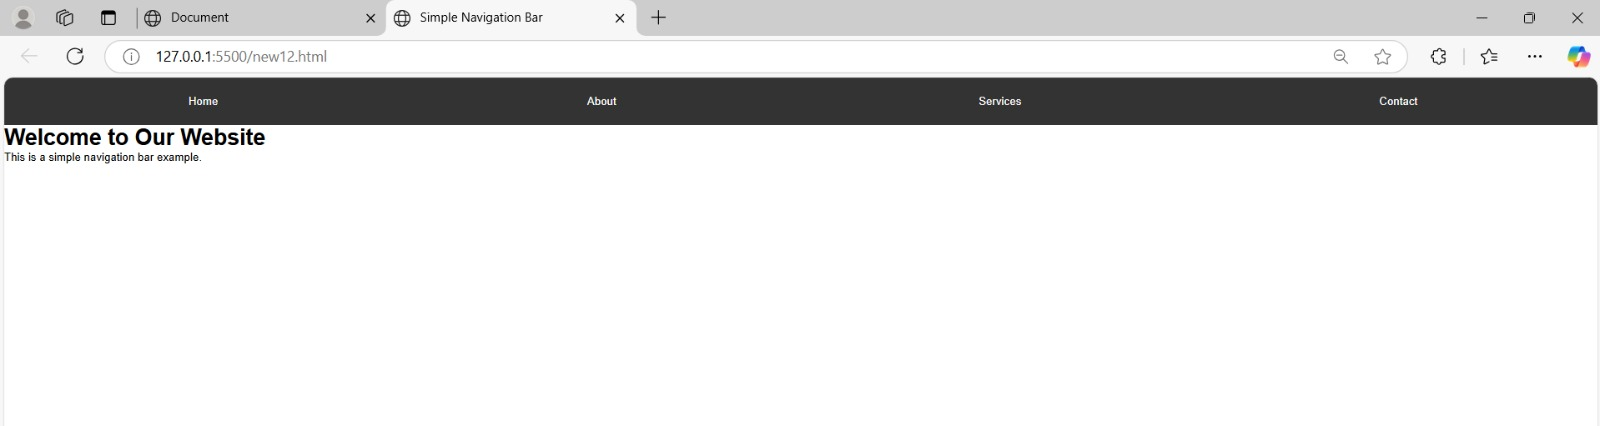 Document
Simple Navigation Bar
127.0.0.1:5500/new12.html
Home About Services Contact
Welcome to Our Website
This is a simple navigation bar example.